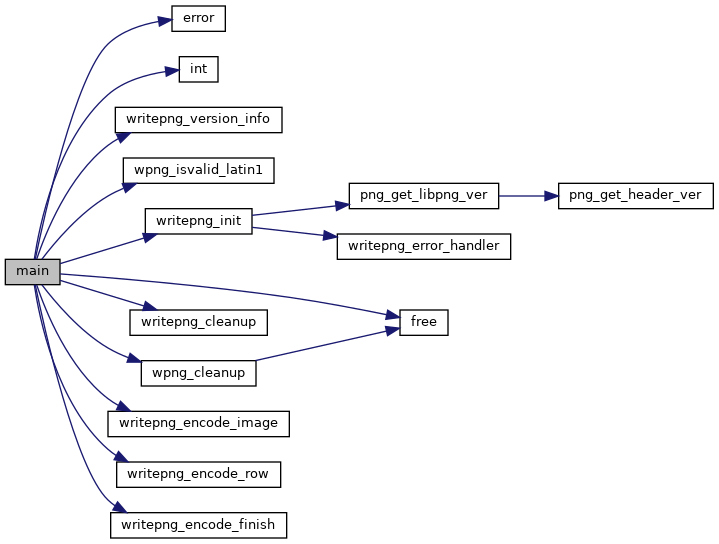 error
int
writepng_version_info
wpng_isvalid_latin1
png_get_libpng_ver
png_get_header_ver
writepng_init
writepng_error_handler
main
writepng_cleanup
free
wpng_cleanup
writepng_encode_image
writepng_encode_row
writepng_encode_finish